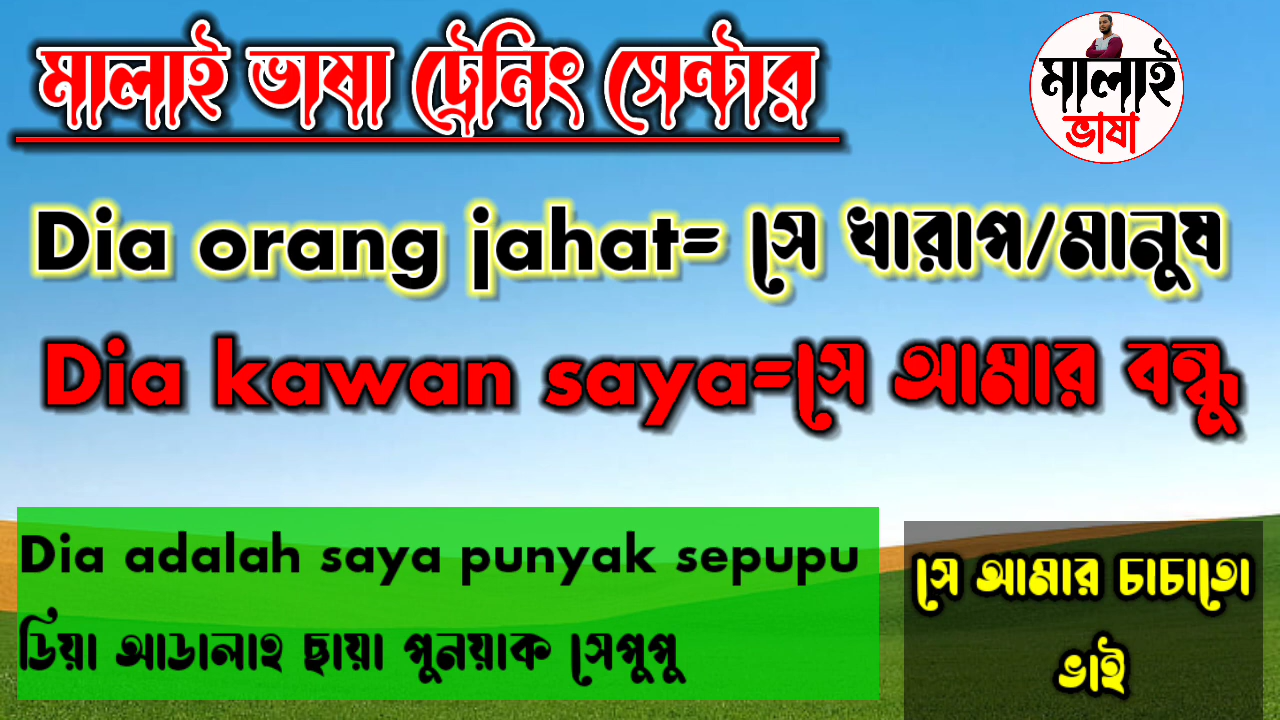 মালাই ভাষা ট্রেনিং সেন্টার
মালাই
ভাষা
Dia orang jahat= সে খারাপ/মানুষ
Dia kawan saya=সে আমার বন্ধু
Dia adalah saya punyak sepupu
ডিয়া আডালাহ ছায়া পুনয়াক সেপুপু
সে আমার চাচাতো
ভাই